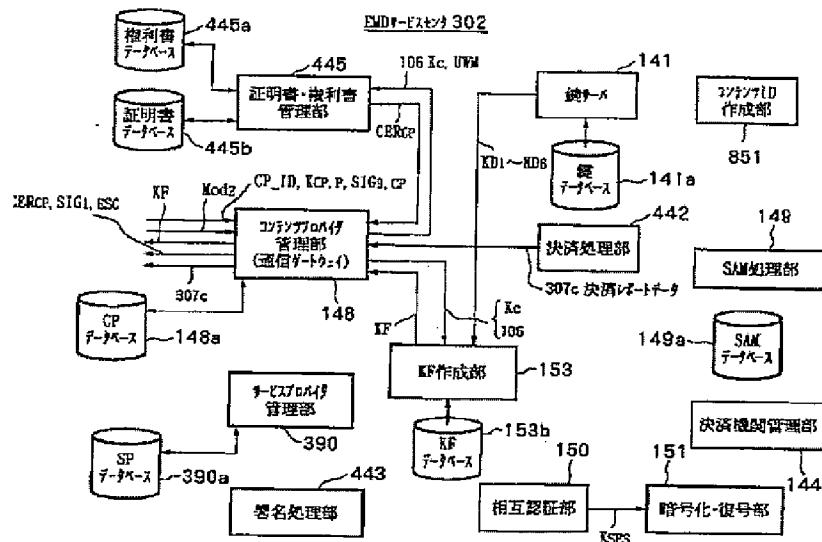 EMDサービスセンタ 302
445a
権利書
データベース
445
証明書・権利書
管理部
証明書
データベース
445b
106 Kc, UWM
CERCP
141
鍵サーバ
KD1～KD6
鍵
データベース
141a
コンテンツID
作成部
851
CERCP, SIG1, ESC
KF
Mod2
CP_ID, KCP,P, SIG9,CP
コンテンツプロバイダ
管理部
(通信ゲートウェイ)
148
307c
CP
データベース
148a
442
決済処理部
307c 決済レポートデータ
149
SAM処理部
149a
SAM
データベース
KF
Kc
106
KF作成部
153
KF
データベース
153b
サービスプロバイダ
管理部
390
SP
データベース
390a
443
署名処理部
150
相互認証部
KSES
151
暗号化・復号部
決済機関管理部
144